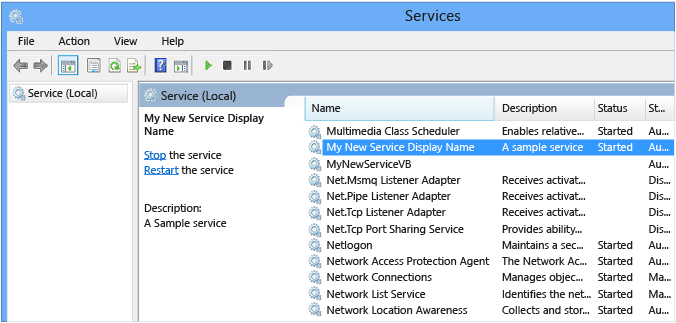 Services
File Action View Help
Service (Local)
Service (Local)
My New Service Display
Name
Stop the service
Restart the service
Description:
A Sample service
Name Description Status St...
Multimedia Class Scheduler Enables relative... Started Au...
My New Service Display Name A sample service Started Au...
MyNewServiceVB Au...
Net.Msmq Listener Adapter Receives activat... Dis...
Net.Pipe Listener Adapter Receives activat... Dis...
Net.Tcp Listener Adapter Receives activat... Dis...
Net.Tcp Port Sharing Service Provides ability... Dis...
Netlogon Maintains a sec... Started Au...
Network Access Protection Agent The Network Ac... Started Au...
Network Connections Manages objec... Started Ma...
Network List Service Identifies the net... Started Ma...
Network Location Awareness Collects and stor... Started Au...